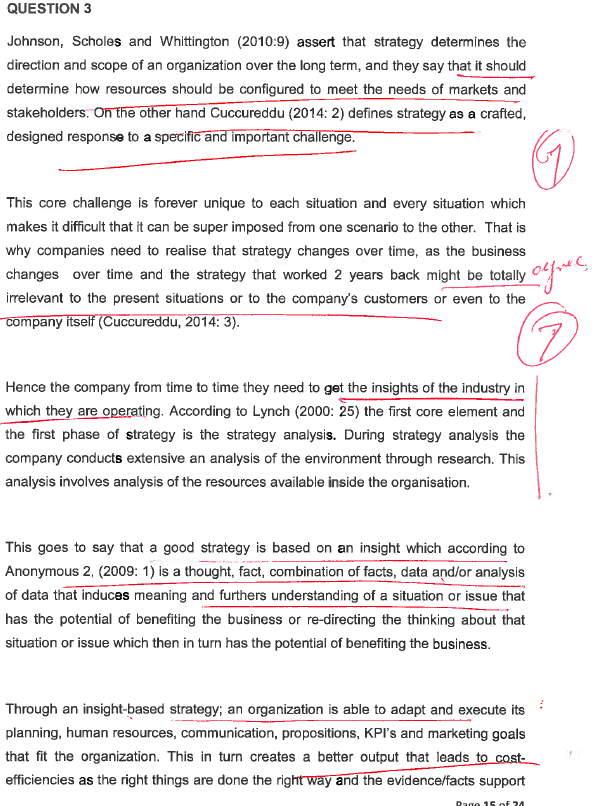 QUESTION 3
Johnson, Scholes and Whittington (2010:9) assert that strategy determines the
direction and scope of an organization over the long term, and they say that it should
determine how resources should be configured to meet the needs of markets and
stakeholders. On the other hand Cuccureddu (2014: 2) defines strategy as a crafted,
designed response to a specific and important challenge.
This core challenge is forever unique to each situation and every situation which
makes it difficult that it can be super imposed from one scenario to the other. That is
why companies need to realise that strategy changes over time, as the business
changes over time and the strategy that worked 2 years back might be totally
irrelevant to the present situations or to the company's customers or even to the
company itself (Cuccureddu, 2014: 3).
Hence the company from time to time they need to get the insights of the industry in
which they are operating. According to Lynch (2000: 25) the first core element and
the first phase of strategy is the strategy analysis. During strategy analysis the
company conducts extensive an analysis of the environment through research. This
analysis involves analysis of the resources available inside the organisation.
This goes to say that a good strategy is based on an insight which according to
Anonymous 2, (2009: 1) is a thought, fact, combination of facts, data and/or analysis
of data that induces meaning and furthers understanding of a situation or issue that
has the potential of benefiting the business or re-directing the thinking about that
situation or issue which then in turn has the potential of benefiting the business.
Through an insight-based strategy; an organization is able to adapt and execute its
planning, human resources, communication, propositions, KPI's and marketing goals
that fit the organization. This in turn creates a better output that leads to cost-
efficiencies as the right things are done the right way and the evidence/facts support
Page 15 of 24